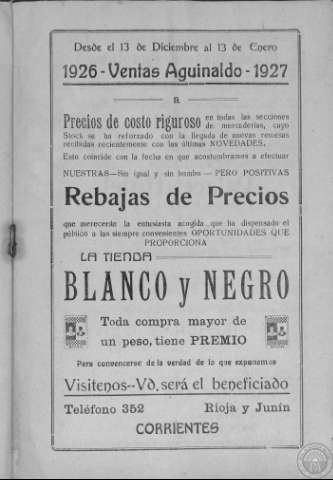 Desde el 13 de Diciembre al 13 de Enero
1926 - Ventas Aguinaldo - 1927
a
Precios de costo riguroso en todas las secciones
de mercaderías, cuyo
Stock se ha reforzado con la llegada de nuevas remesas
recibidas recientemente con las últimas NOVEDADES.
Esto coincide con la fecha en que acostumbramos a efectuar
NUESTRAS—Sin igual y sin bombo — PERO POSITIVAS
Rebajas de Precios
que merecerán la entusiasta acogida que ha dispensado el
público a las siempre convenientes OPORTUNIDADES QUE
PROPORCIONA
LA TIENDA
BLANCO y NEGRO
Toda compra mayor de
un peso, tiene PREMIO
Para convencerse de la verdad de lo que exponemos
Visitenos--Vd. será el beneficiado
Teléfono 352 Rioja y Junín
CORRIENTES